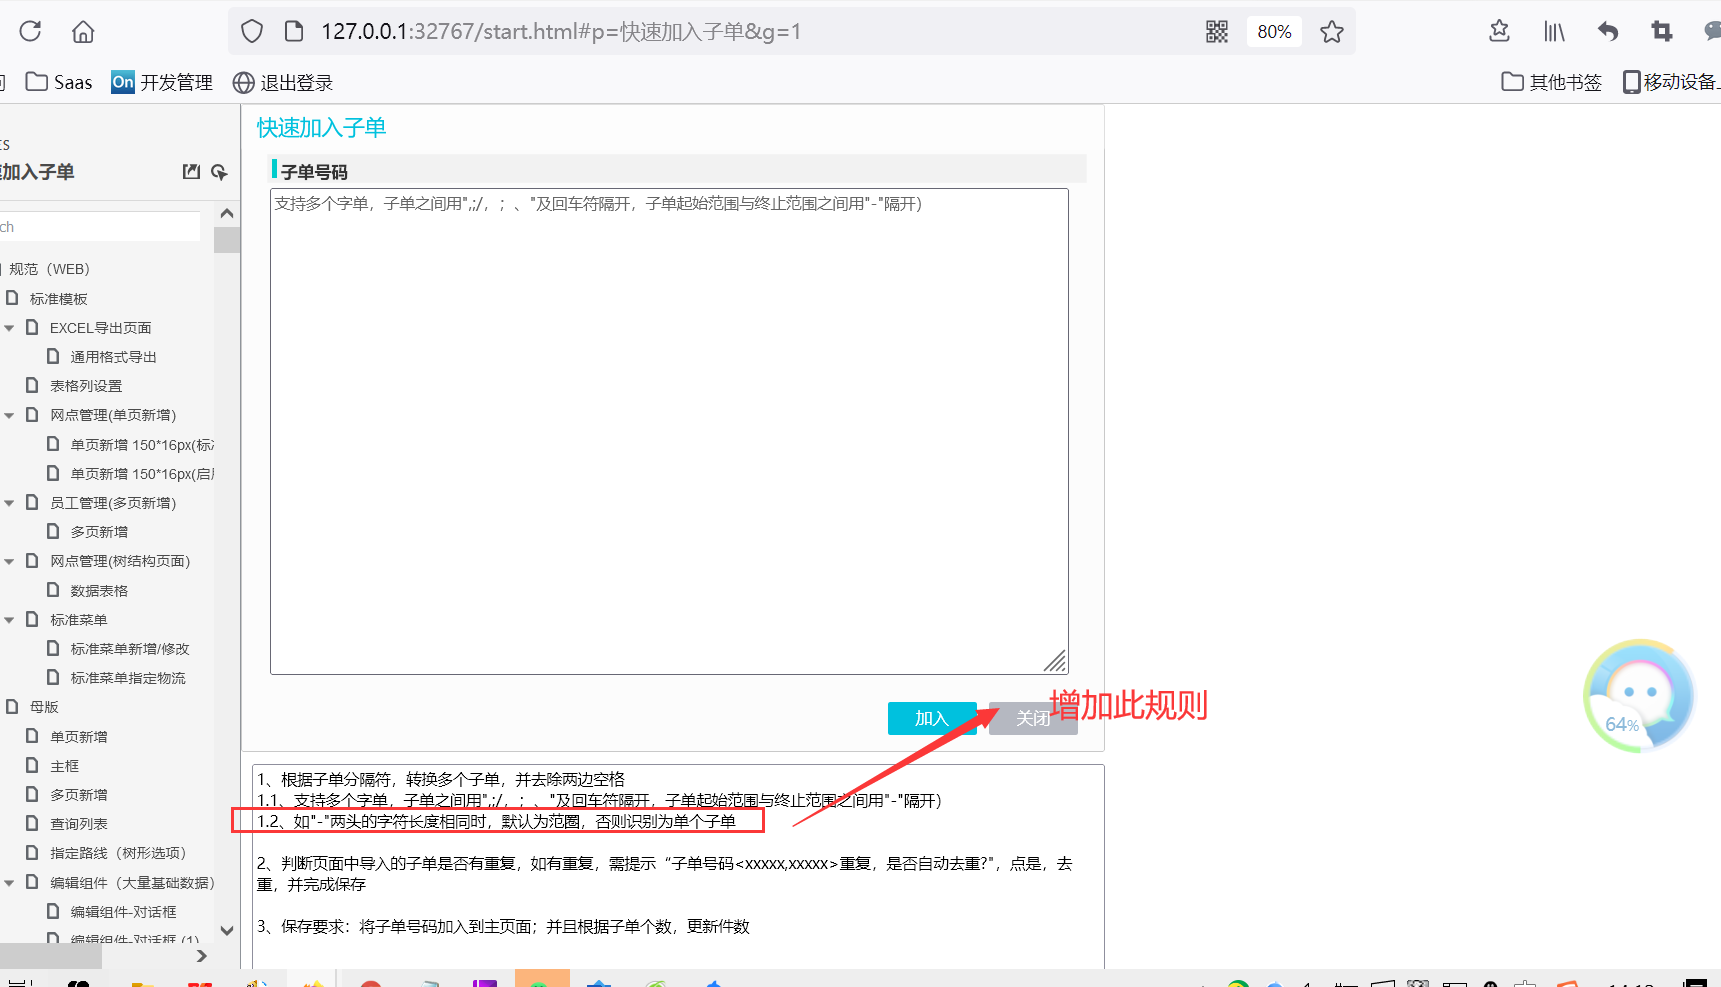 127.0.0.1:32767/start.html#p=快速加入子单&g=1
80%
Saas
On 开发管理
退出登录
其他书签
移动设备
快速加入子单
加入子单
子单号码
支持多个字单，子单之间用",;/，；、"及回车符隔开，子单起始范围与终止范围之间用"-"隔开)
ch
规范（WEB）
标准模板
EXCEL导出页面
通用格式导出
表格列设置
网点管理(单页新增)
单页新增 150*16px(标
单页新增 150*16px(启
员工管理(多页新增)
多页新增
网点管理(树结构页面)
数据表格
标准菜单
标准菜单新增/修改
标准菜单指定物流
母版
单页新增
主框
多页新增
查询列表
指定路线（树形选项）
编辑组件（大量基础数据）
编辑组件-对话框
编辑组件-对话框 (1)
加入
关闭
增加此规则
64%
1、根据子单分隔符，转换多个子单，并去除两边空格
1.1、支持多个字单，子单之间用",;/，；、"及回车符隔开，子单起始范围与终止范围之间用"-"隔开)
1.2、如"-"两头的字符长度相同时，默认为范圈，否则识别为单个子单
2、判断页面中导入的子单是否有重复，如有重复，需提示“子单号码<xxxxx,xxxxx>重复，是否自动去重?"，点是，去
重，并完成保存
3、保存要求：将子单号码加入到主页面；并且根据子单个数，更新件数